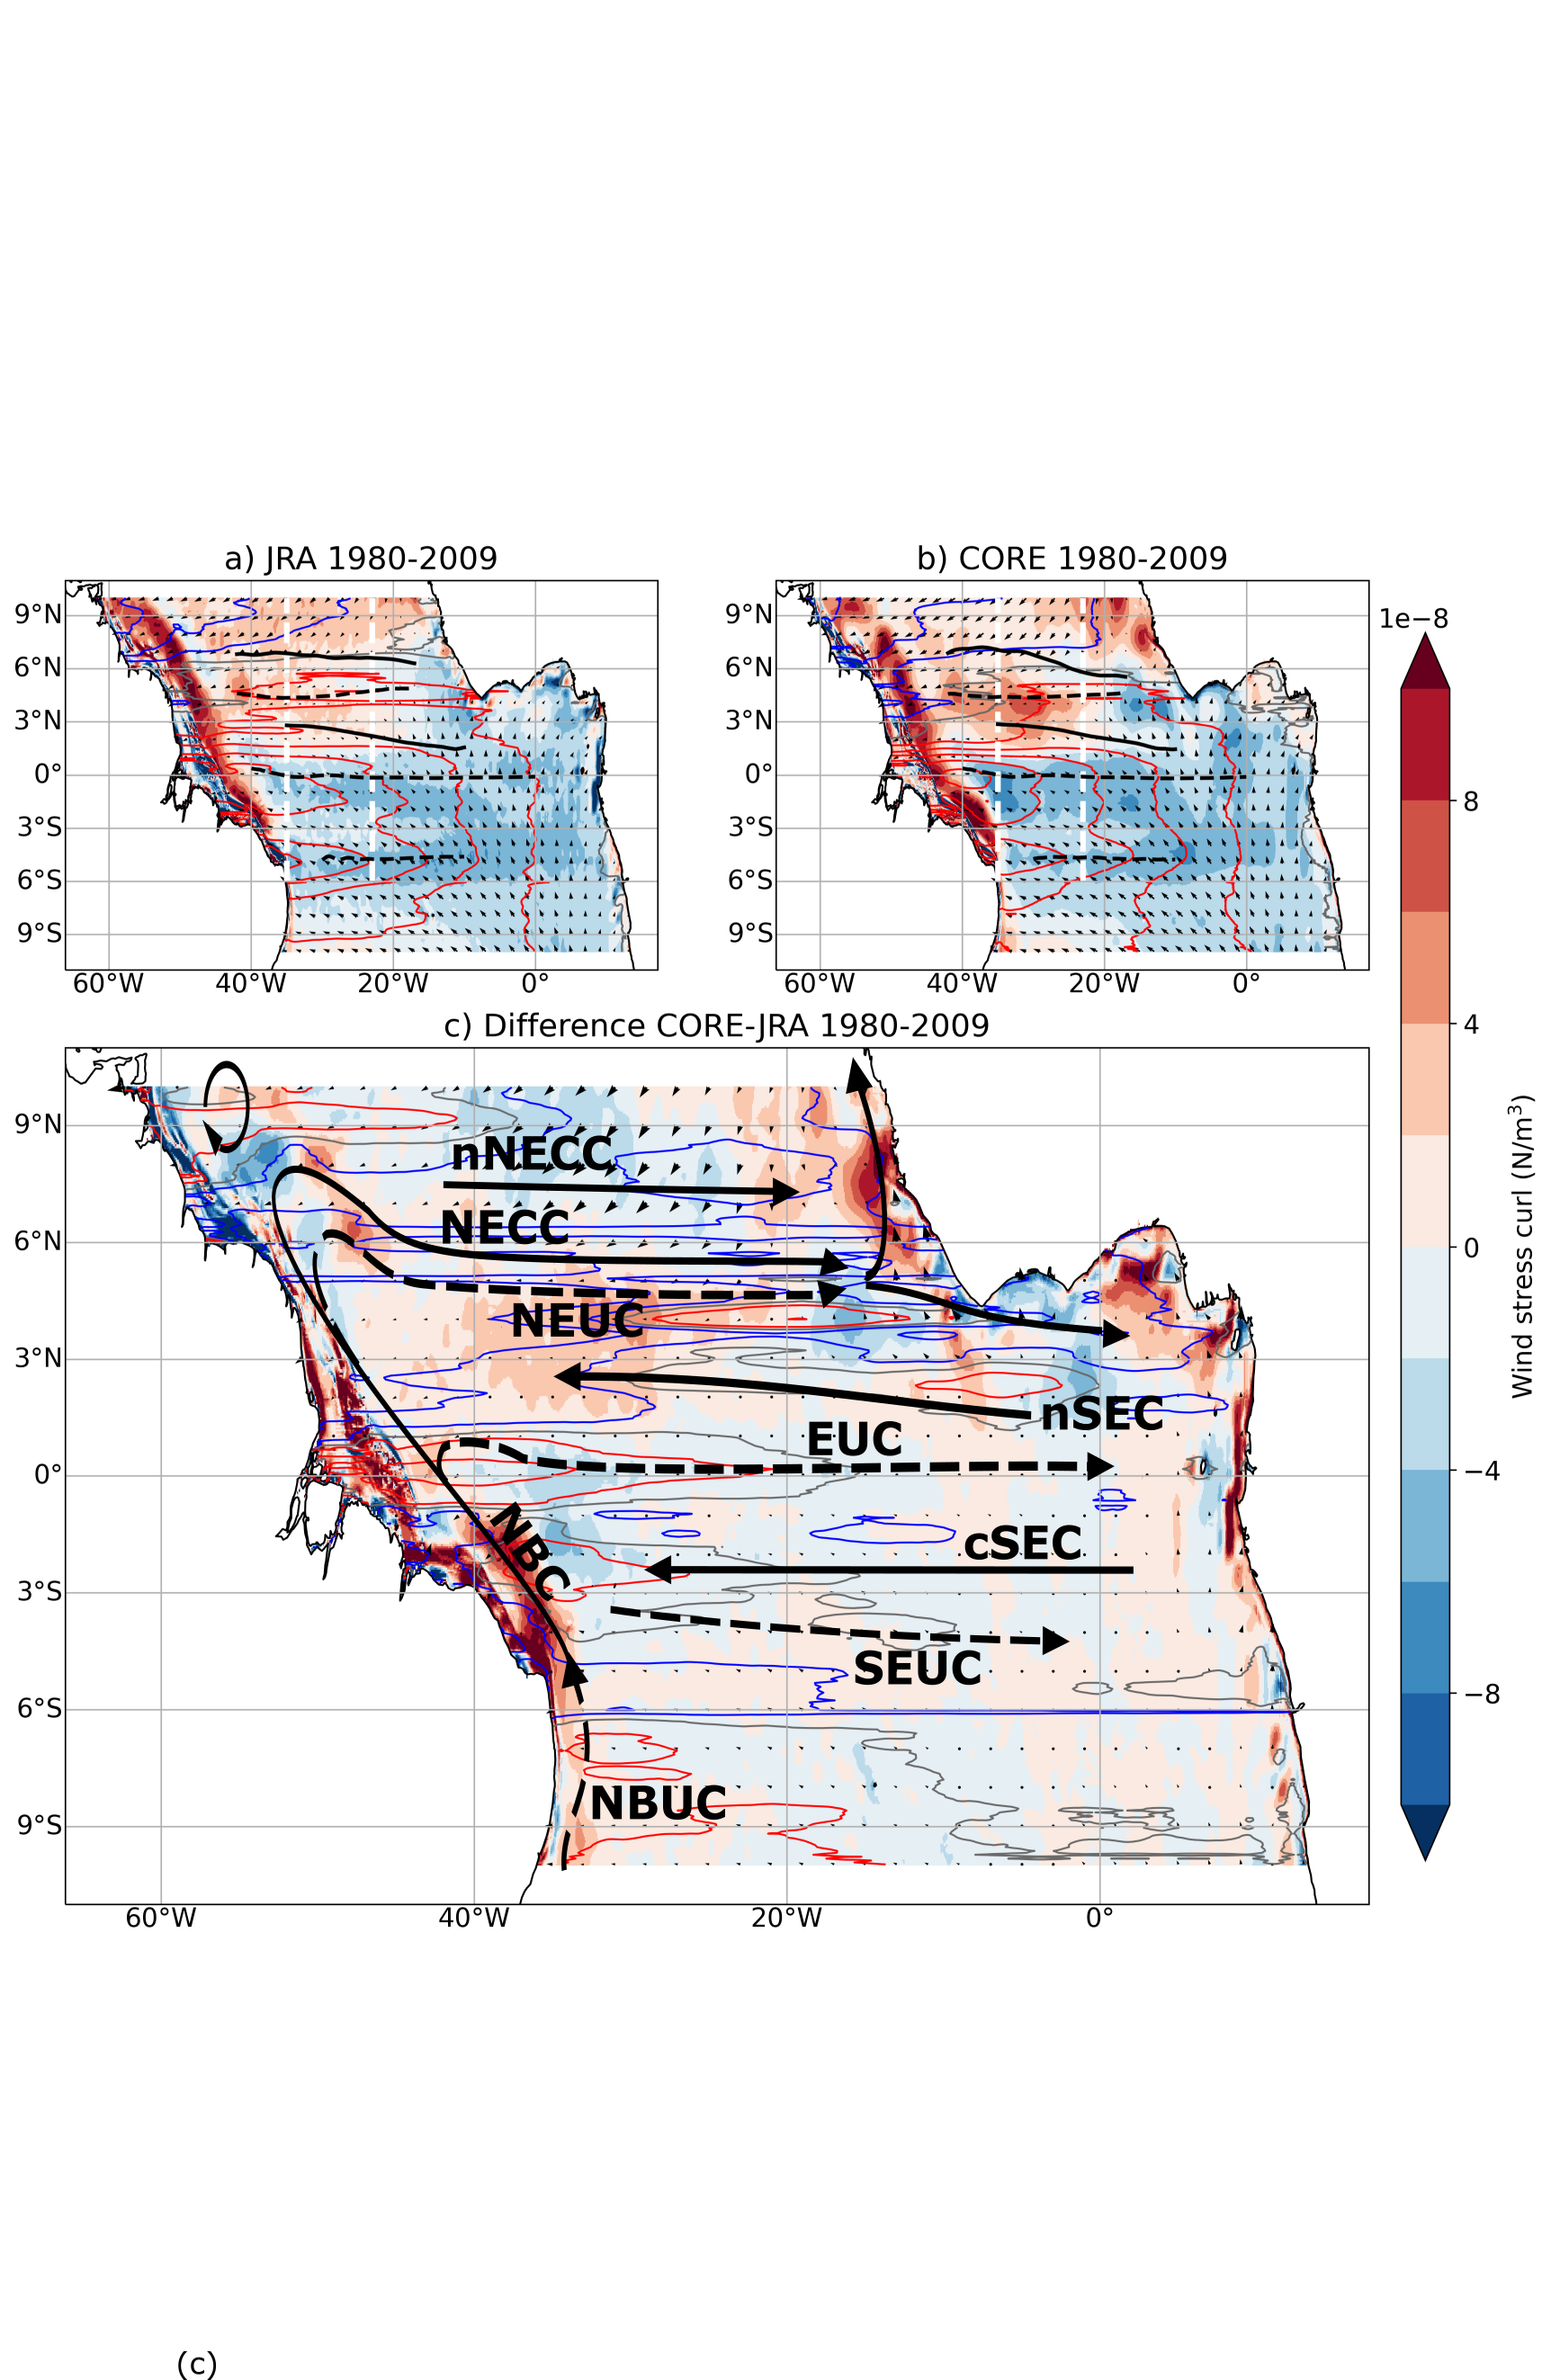 a) JRA 1980-2009
b) CORE 1980-2009
1e−8
9°N
6°N
3°N
0°
3°S
6°S
9°S
60°W 40°W 20°W 0°
9°N
6°N
3°N
0°
3°S
6°S
9°S
60°W 40°W 20°W 0°
c) Difference CORE-JRA 1980-2009
9°N
6°N
3°N
0°
3°S
6°S
9°S
60°W 40°W 20°W 0°
nNECC
NECC
NEUC
nSEC
EUC
NBC
cSEC
SEUC
NBUC
8
4
0
−4
−8
Wind stress curl (N/m³)
(c)